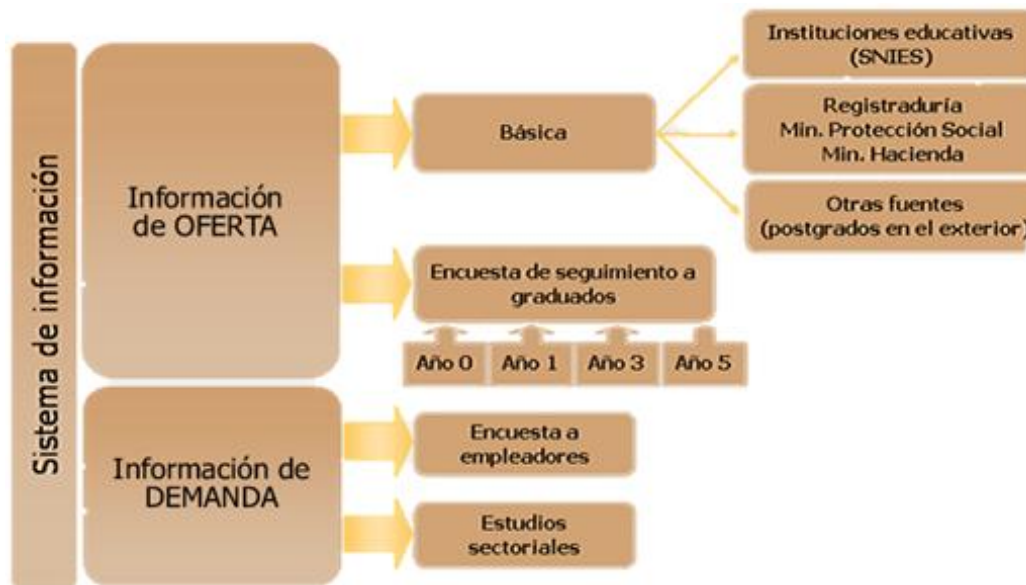 Sistema de información
Información
de OFERTA
Básica
Instituciones educativas
(SNIES)
Registraduría
Min. Protección Social
Min. Hacienda
Otras fuentes
(postgrados en el exterior)
Encuesta de seguimiento a
graduados
Año 0
Año 1
Año 3
Año 5
Información de
DEMANDA
Encuesta a
empleadores
Estudios
sectoriales